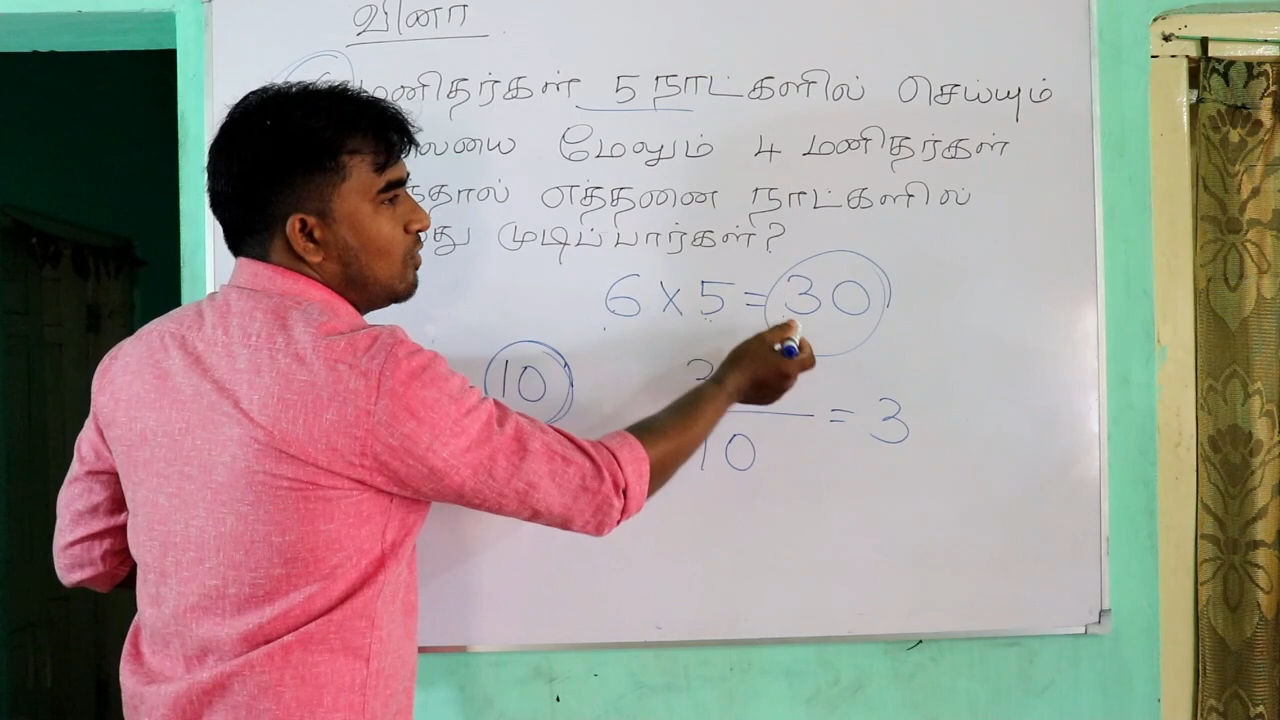 வினா
மனிதர்கள் 5 நாட்களில் செய்யும்
மேலும் 4 மனிதர்கள்
எத்தனை நாட்களில்
முடிப்பார்கள்?
6 X 5 = 30
10
10 = 3